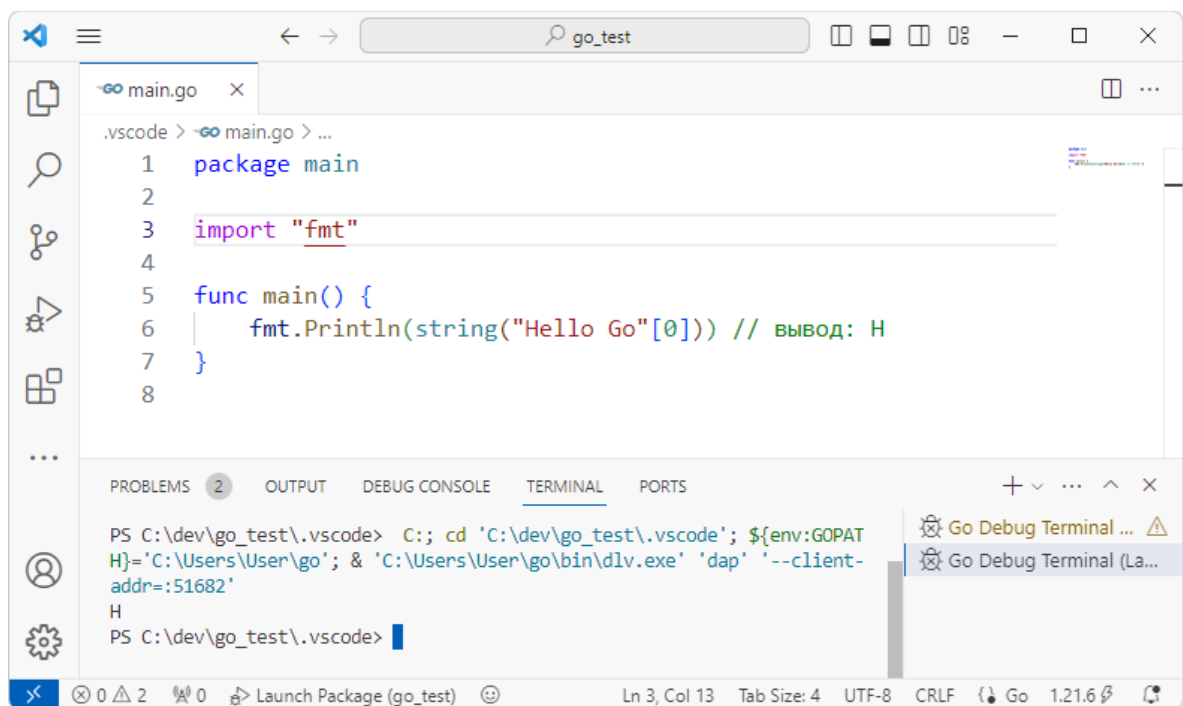 go_test
GO main.go
.vscode > GO main.go > ...
1 package main
2
3 import "fmt"
4
5 func main() {
6 fmt.Println(string("Hello Go"[0])) // вывод: H
7 }
8
PROBLEMS 2 OUTPUT DEBUG CONSOLE TERMINAL PORTS
PS C:\dev\go_test\.vscode> C:; cd 'C:\dev\go_test\.vscode'; ${env:GOPAT
H}='C:\Users\User\go'; & 'C:\Users\User\go\bin\dlv.exe' 'dap' '--client-
addr=:51682'
H
PS C:\dev\go_test\.vscode>
Go Debug Terminal ...
Go Debug Terminal (La...
0 2 0 Launch Package (go_test) Ln 3, Col 13 Tab Size: 4 UTF-8 CRLF Go 1.21.6